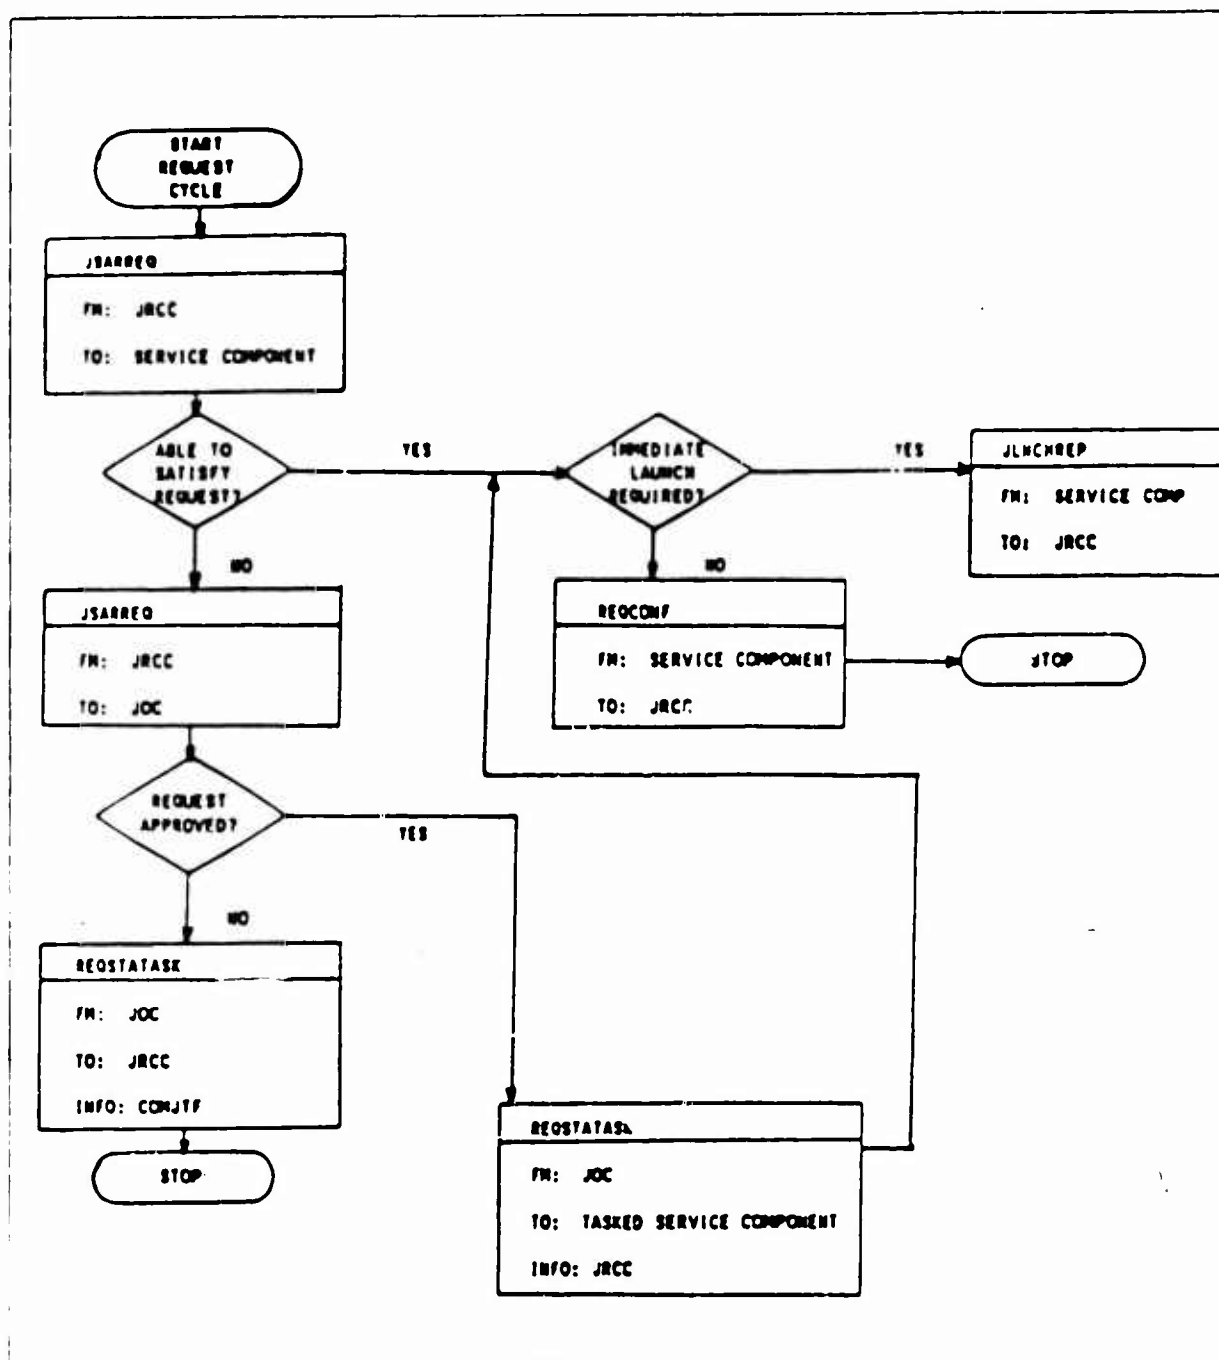 START
REQUEST
CYCLE
JSARREQ
FM: JRCC
TO: SERVICE COMPONENT
ABLE TO
SATISFY
REQUEST?
YES
IMMEDIATE
LAUNCH
REQUIRED?
YES
JLNCHREP
FM: SERVICE COMP
TO: JRCC
NO
JSARREQ
FM: JRCC
TO: JOC
NO
REQCONF
FM: SERVICE COMPONENT
TO: JRCC
STOP
REQUEST
APPROVED?
YES
NO
REQSTATASK
FM: JOC
TO: JRCC
INFO: COMJTF
STOP
REQSTATASK
FM: JOC
TO: TASKED SERVICE COMPONENT
INFO: JRCC